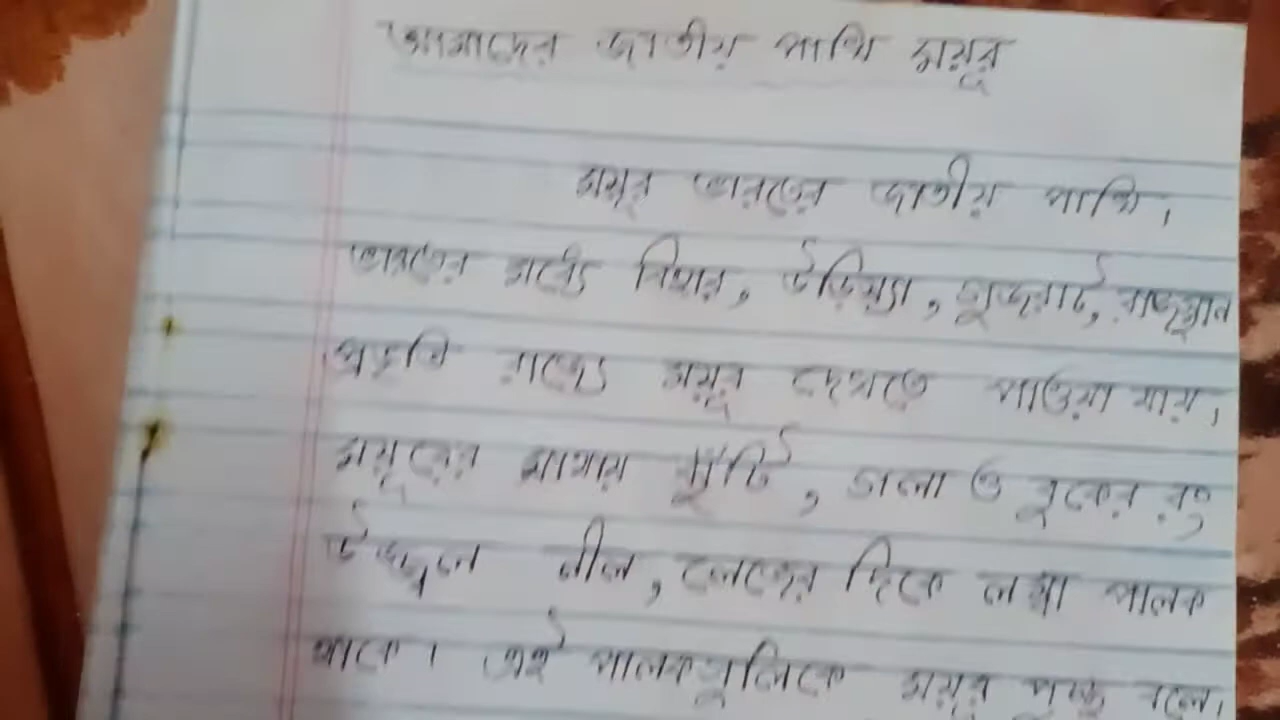 আমাদের জাতীয় পাখি ময়ূর
ময়ূর ভারতের জাতীয় পাখি।
ভারতের মধ্যে বিহার, উড়িষ্যা, গুজরাট, রাজস্থান
প্রভৃতি রাজ্যে ময়ূর দেখতে পাওয়া যায়।
ময়ূরের মাথায় ঝুঁটি, গলা ও বুকের রং
উজ্জ্বল নীল, লেজের দিকে লম্বা পালক
থাকে। এই পালকগুলিকে ময়ূর পুচ্ছ বলে।